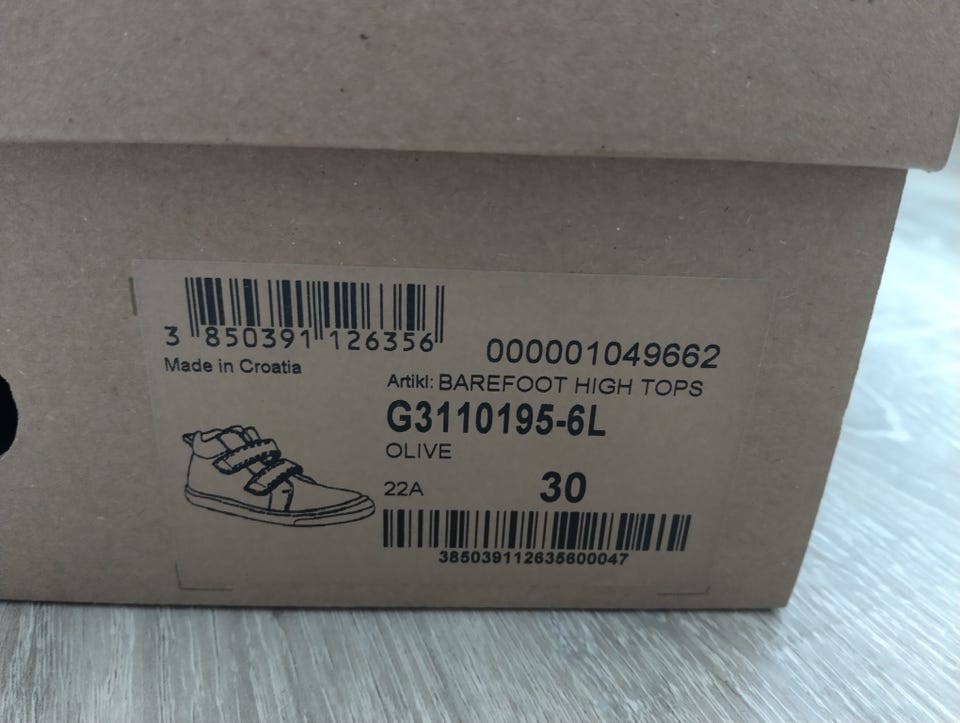 3 850391 126356
000001049662
Made in Croatia
Artikl: BAREFOOT HIGH TOPS
G3110195-6L
OLIVE
22A 30
385039112635600047